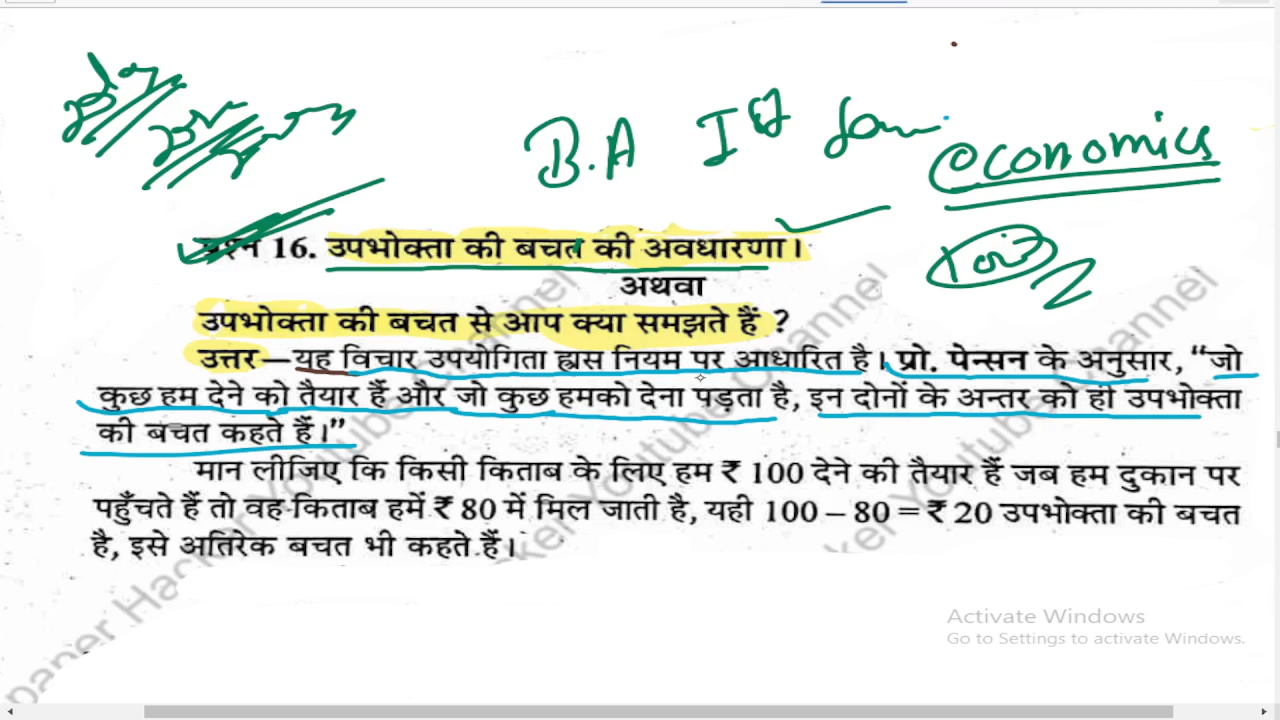 B.A Ist
economics
प्रश्न 16. उपभोक्ता की बचत की अवधारणा।
अथवा
उपभोक्ता की बचत से आप क्या समझते हैं ?
उत्तर—यह विचार उपयोगिता ह्रास नियम पर आधारित है। प्रो. पेन्सन के अनुसार, “जो
कुछ हम देने को तैयार हैं और जो कुछ हमको देना पड़ता है, इन दोनों के अन्तर को ही उपभोक्ता
की बचत कहते हैं।”
मान लीजिए कि किसी किताब के लिए हम ₹ 100 देने की तैयार हैं जब हम दुकान पर
पहुँचते हैं तो वह किताब हमें ₹ 80 में मिल जाती है, यही 100 – 80 = ₹ 20 उपभोक्ता की बचत
है, इसे अतिरेक बचत भी कहते हैं।
Activate Windows
Go to Settings to activate Windows.